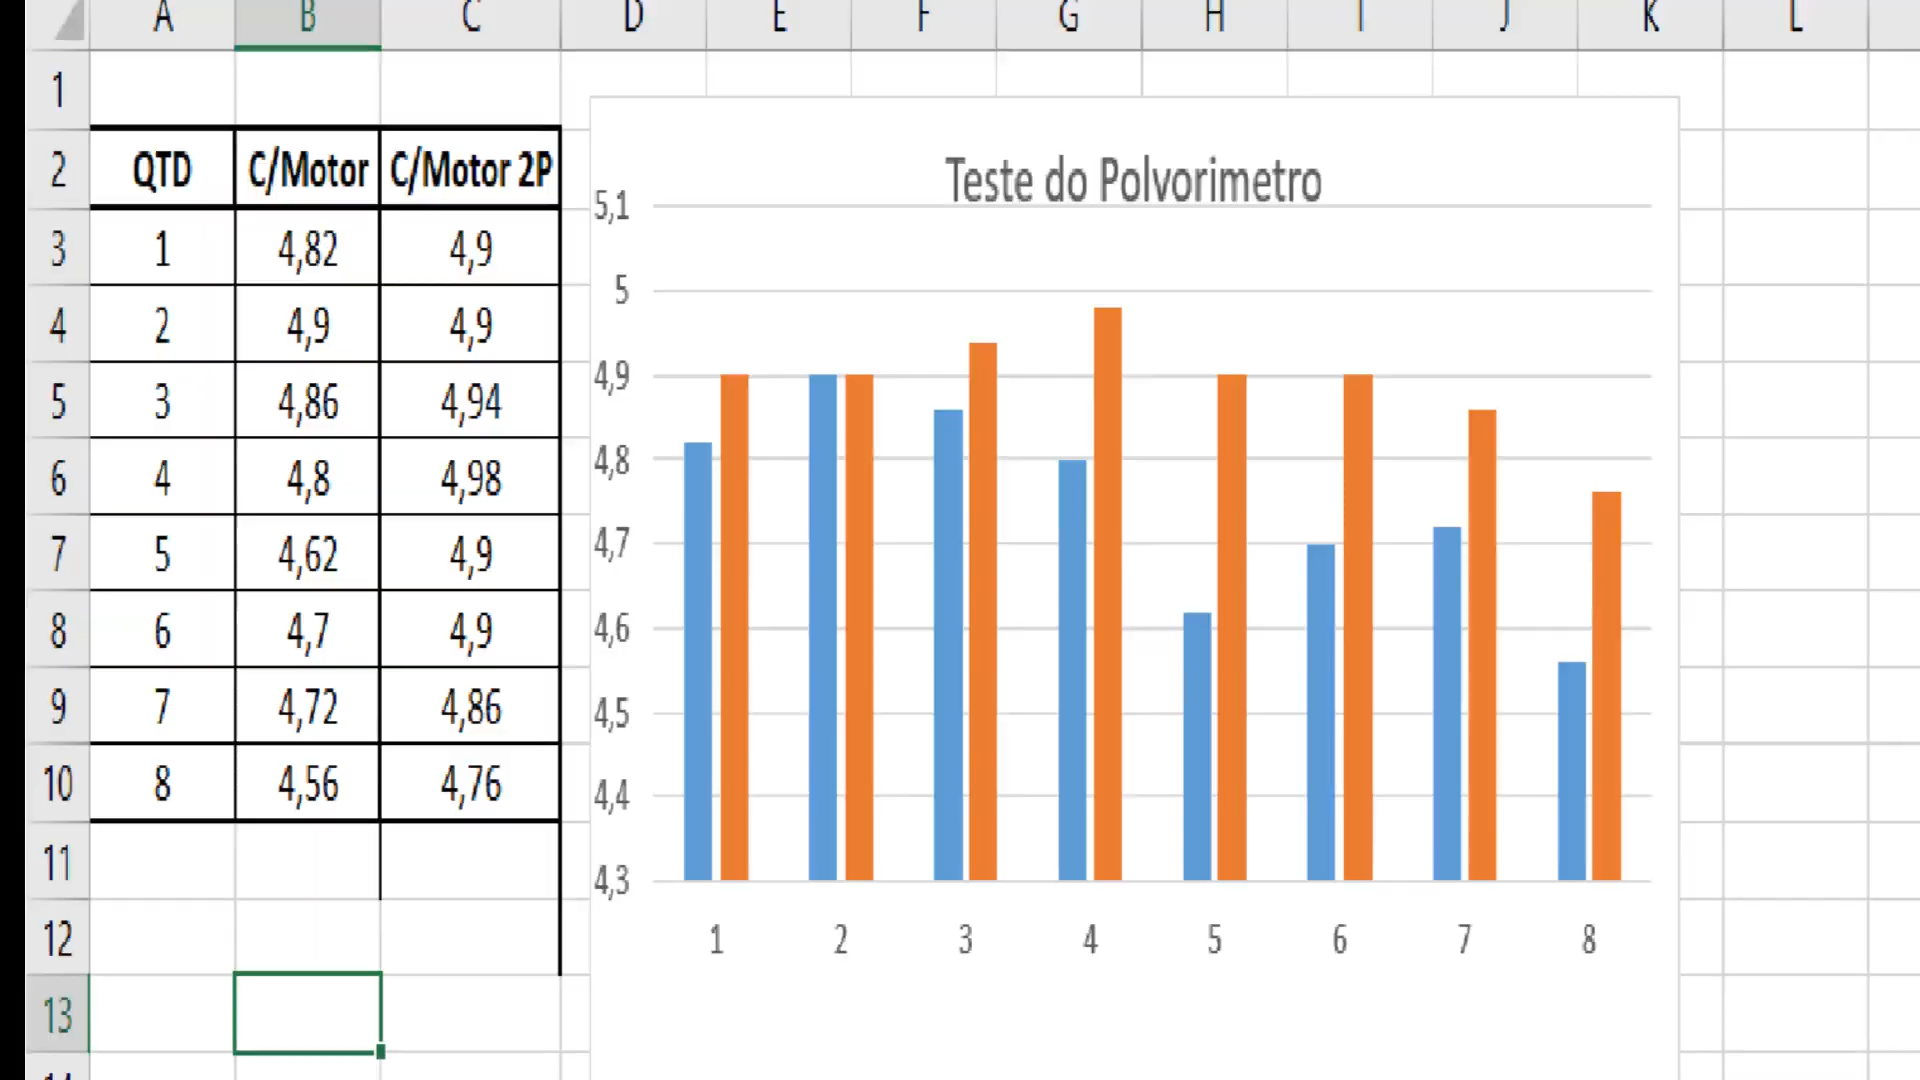 A B C D E F G H I J K L
1
2 QTD C/Motor C/Motor 2P
3 1 4,82 4,9
4 2 4,9 4,9
5 3 4,86 4,94
6 4 4,8 4,98
7 5 4,62 4,9
8 6 4,7 4,9
9 7 4,72 4,86
10 8 4,56 4,76
11
12
13
Teste do Polvorimetro
5,1
5
4,9
4,8
4,7
4,6
4,5
4,4
4,3
1 2 3 4 5 6 7 8